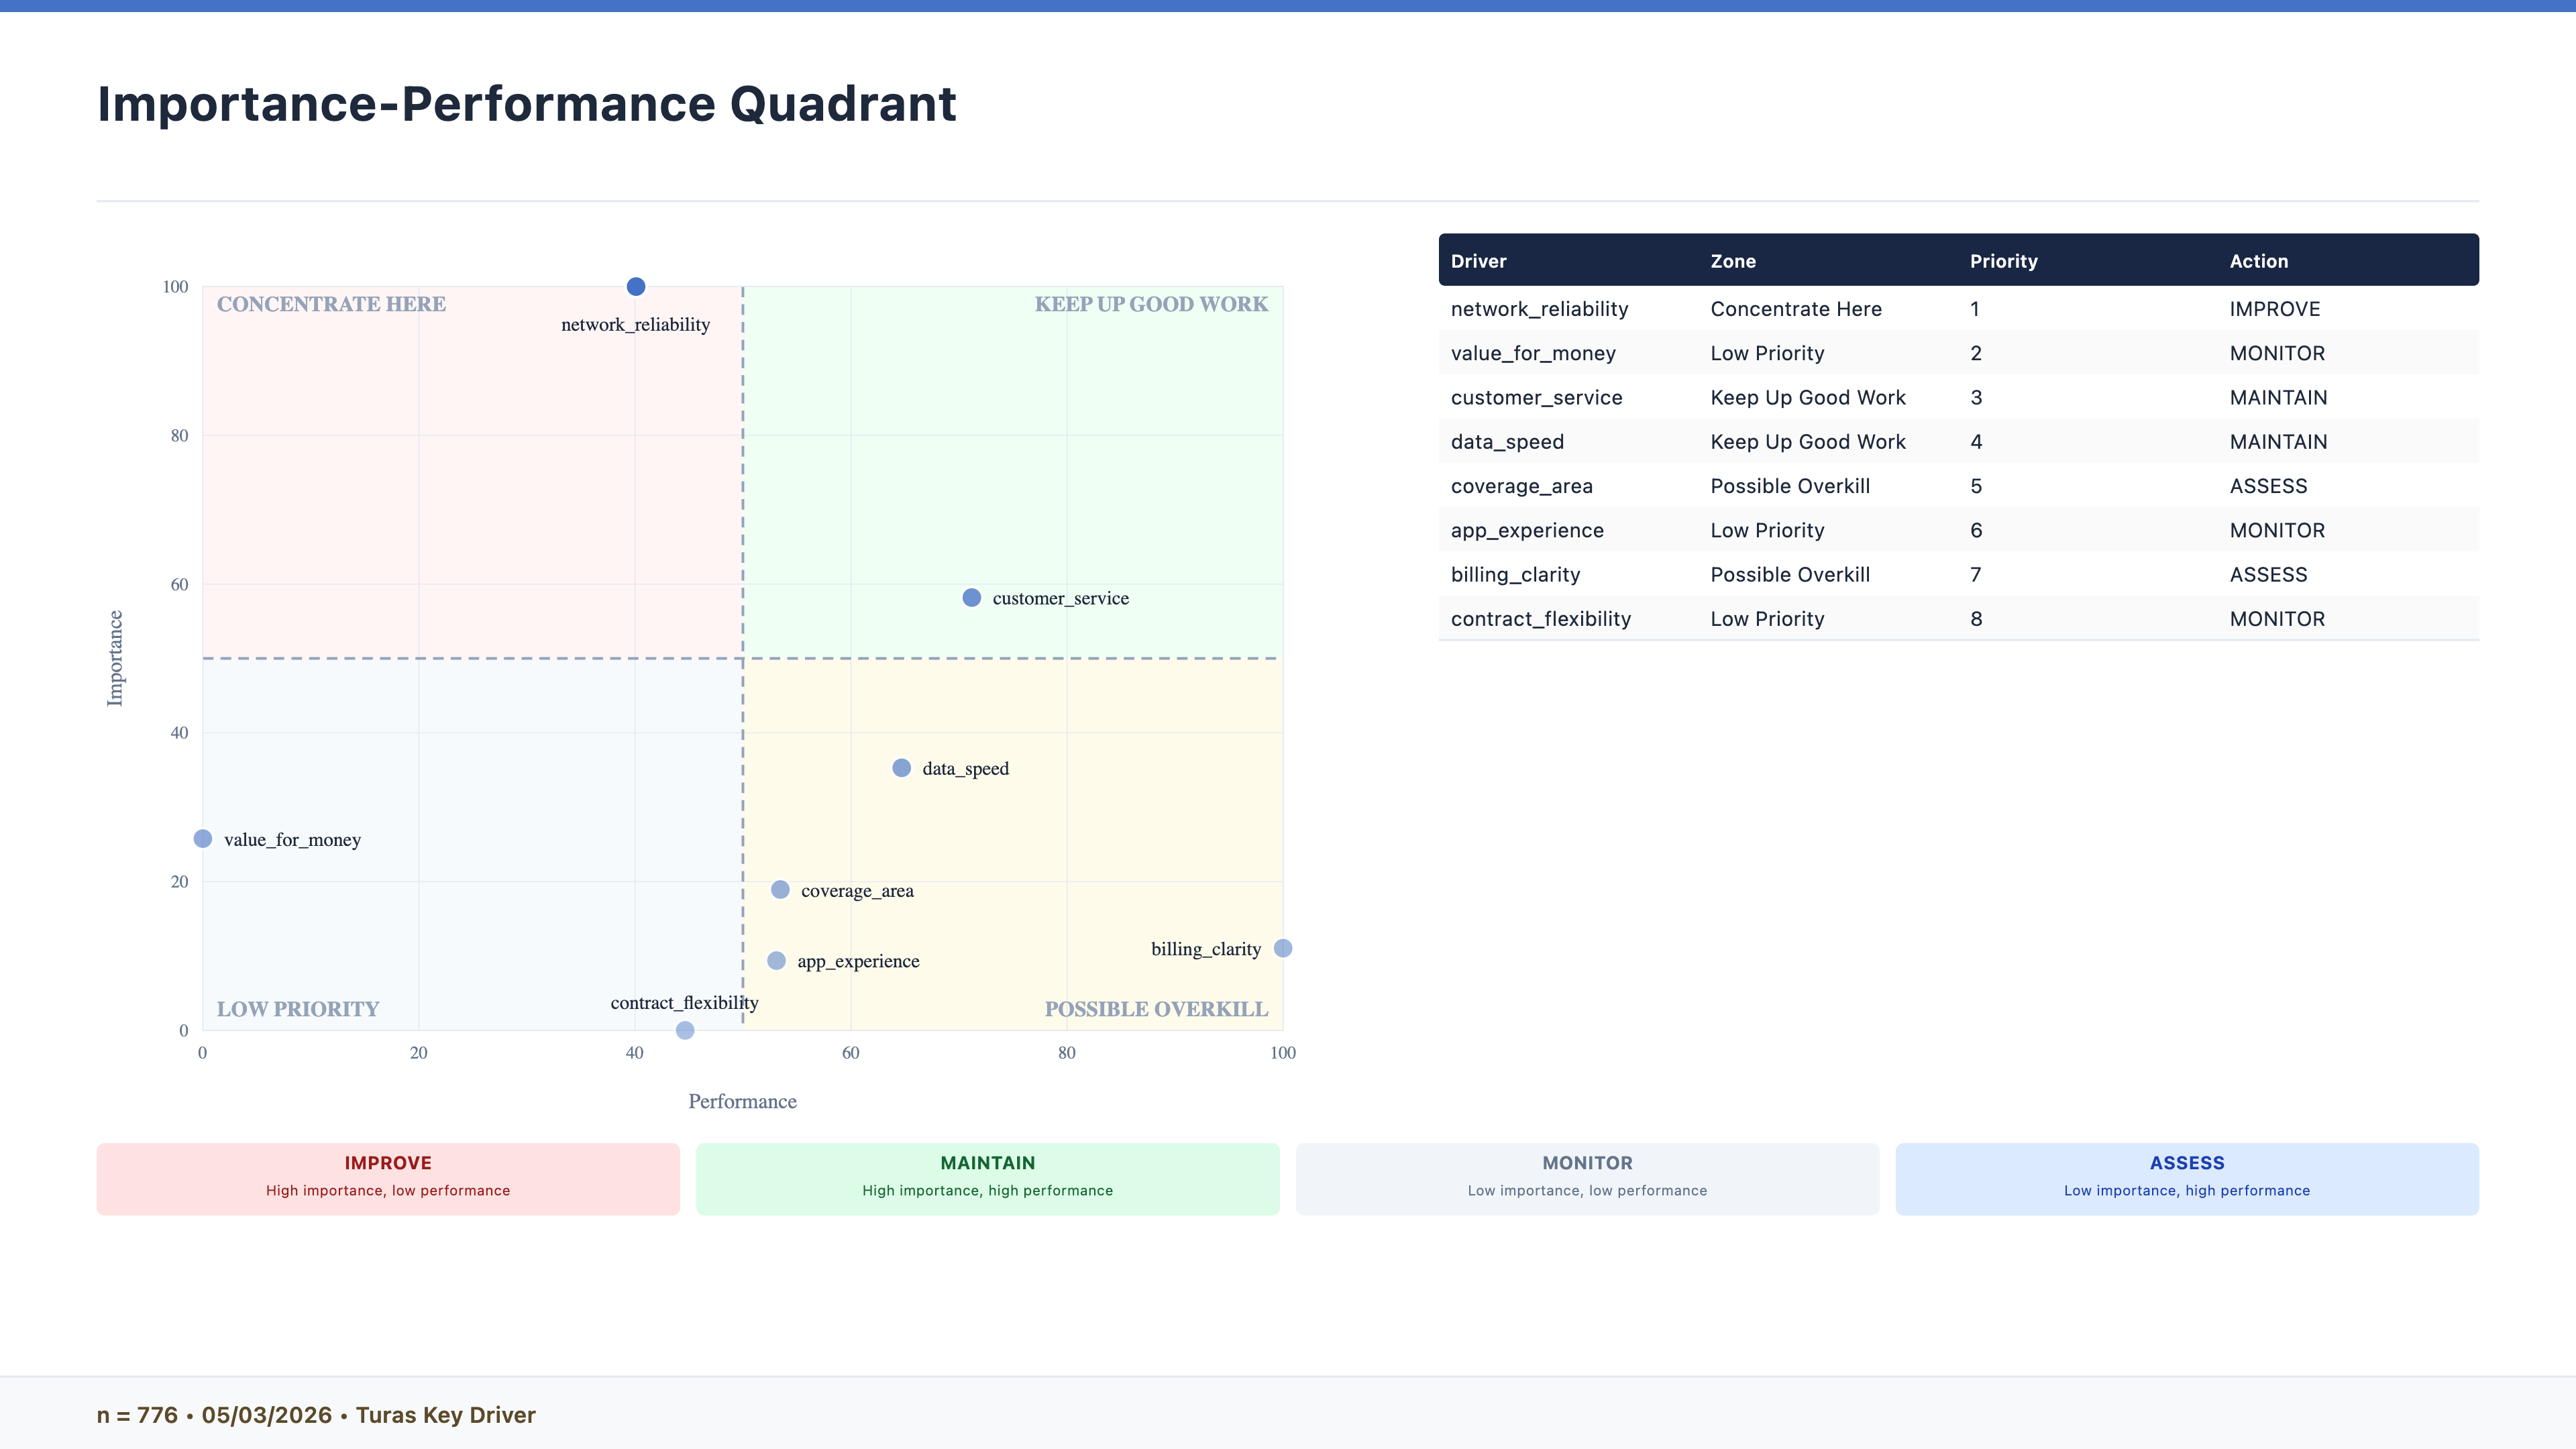 Importance-Performance Quadrant
CONCENTRATE HERE
KEEP UP GOOD WORK
LOW PRIORITY
POSSIBLE OVERKILL
network_reliability
customer_service
data_speed
value_for_money
coverage_area
app_experience
billing_clarity
contract_flexibility
100
80
60
40
20
0
Importance
0 20 40 60 80 100
Performance
Driver Zone Priority Action
network_reliability Concentrate Here 1 IMPROVE
value_for_money Low Priority 2 MONITOR
customer_service Keep Up Good Work 3 MAINTAIN
data_speed Keep Up Good Work 4 MAINTAIN
coverage_area Possible Overkill 5 ASSESS
app_experience Low Priority 6 MONITOR
billing_clarity Possible Overkill 7 ASSESS
contract_flexibility Low Priority 8 MONITOR
IMPROVE
High importance, low performance
MAINTAIN
High importance, high performance
MONITOR
Low importance, low performance
ASSESS
Low importance, high performance
n = 776 • 05/03/2026 • Turas Key Driver